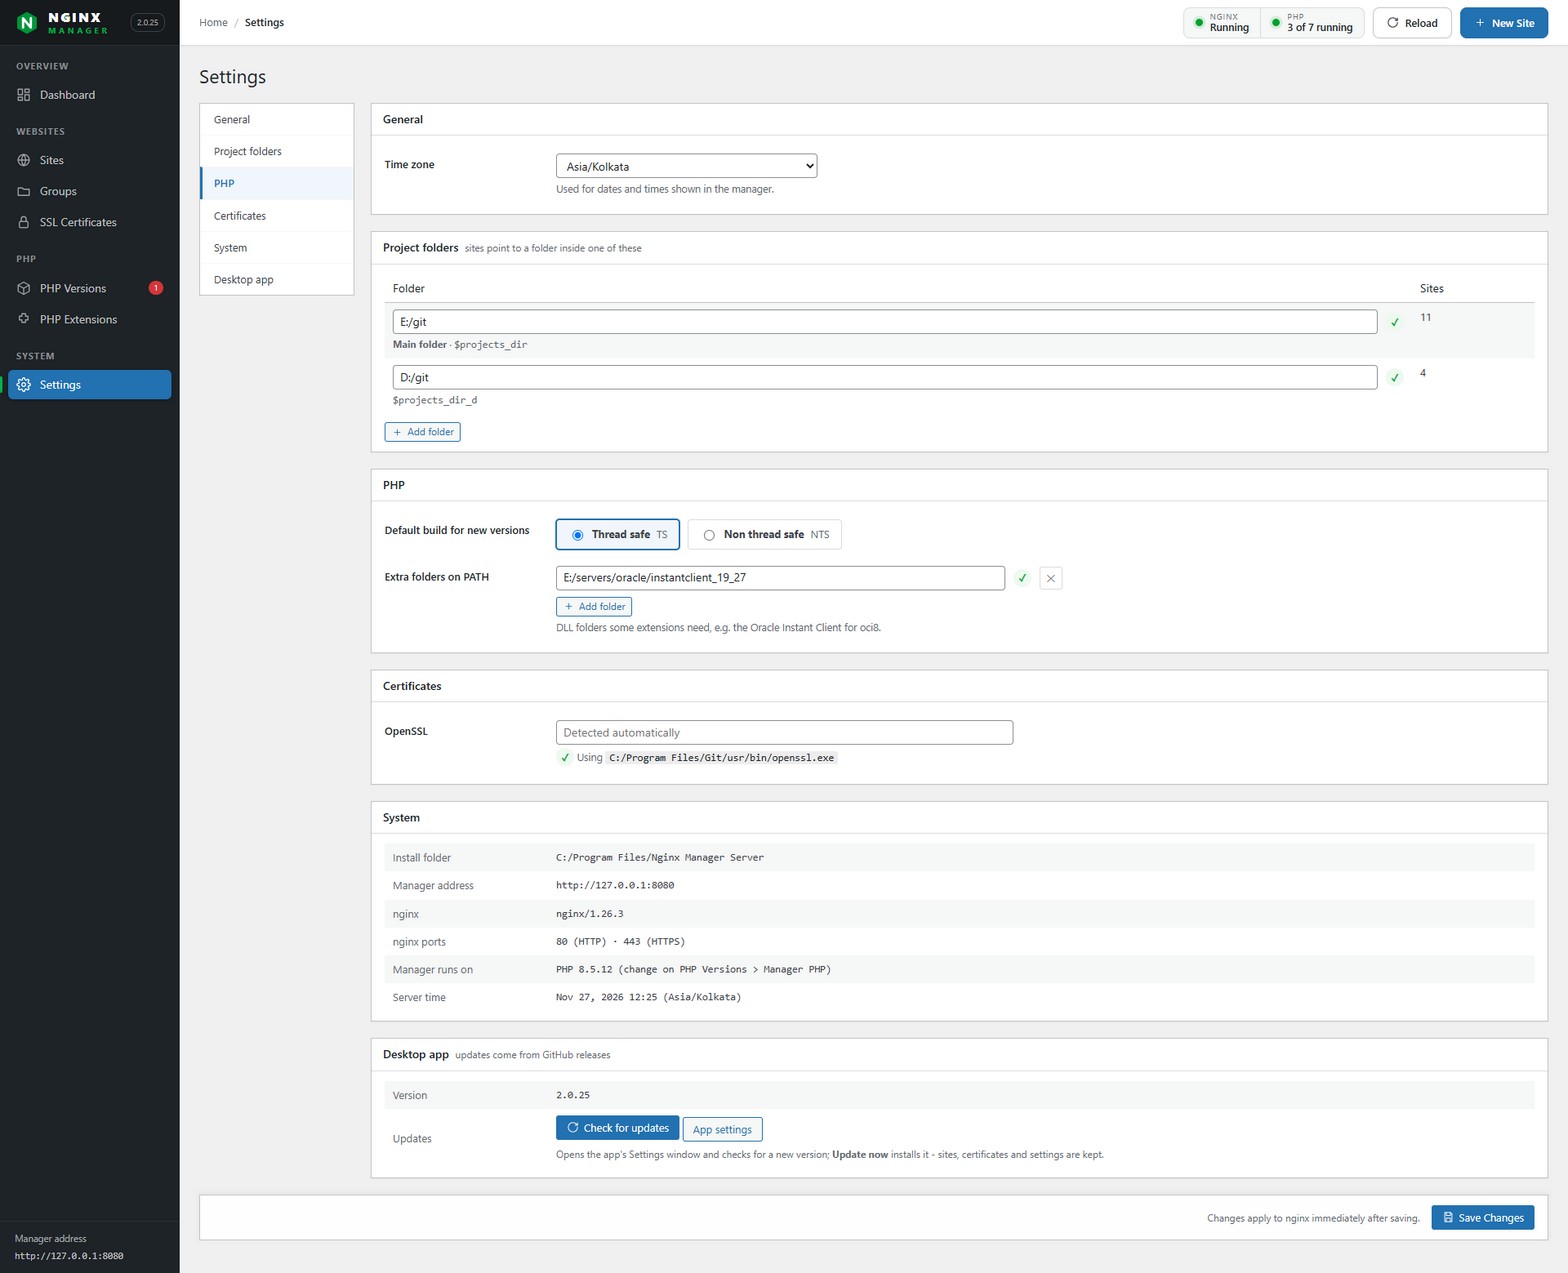 NGINX
MANAGER
2.0.25
OVERVIEW
Dashboard
WEBSITES
Sites
Groups
SSL Certificates
PHP
PHP Versions
1
PHP Extensions
SYSTEM
Settings
Manager address
http://127.0.0.1:8080
Home / Settings
NGINX
Running
PHP
3 of 7 running
Reload
+ New Site
Settings
General
Project folders
PHP
Certificates
System
Desktop app
General
Time zone
Asia/Kolkata
Used for dates and times shown in the manager.
Project folders sites point to a folder inside one of these
Folder Sites
E:/git 11
Main folder · $projects_dir
D:/git 4
$projects_dir_d
+ Add folder
PHP
Default build for new versions
Thread safe TS
Non thread safe NTS
Extra folders on PATH
E:/servers/oracle/instantclient_19_27
+ Add folder
DLL folders some extensions need, e.g. the Oracle Instant Client for oci8.
Certificates
OpenSSL
Detected automatically
Using C:/Program Files/Git/usr/bin/openssl.exe
System
Install folder C:/Program Files/Nginx Manager Server
Manager address http://127.0.0.1:8080
nginx nginx/1.26.3
nginx ports 80 (HTTP) · 443 (HTTPS)
Manager runs on PHP 8.5.12 (change on PHP Versions > Manager PHP)
Server time Nov 27, 2026 12:25 (Asia/Kolkata)
Desktop app updates come from GitHub releases
Version 2.0.25
Updates
Check for updates
App settings
Opens the app's Settings window and checks for a new version; Update now installs it - sites, certificates and settings are kept.
Changes apply to nginx immediately after saving.
Save Changes